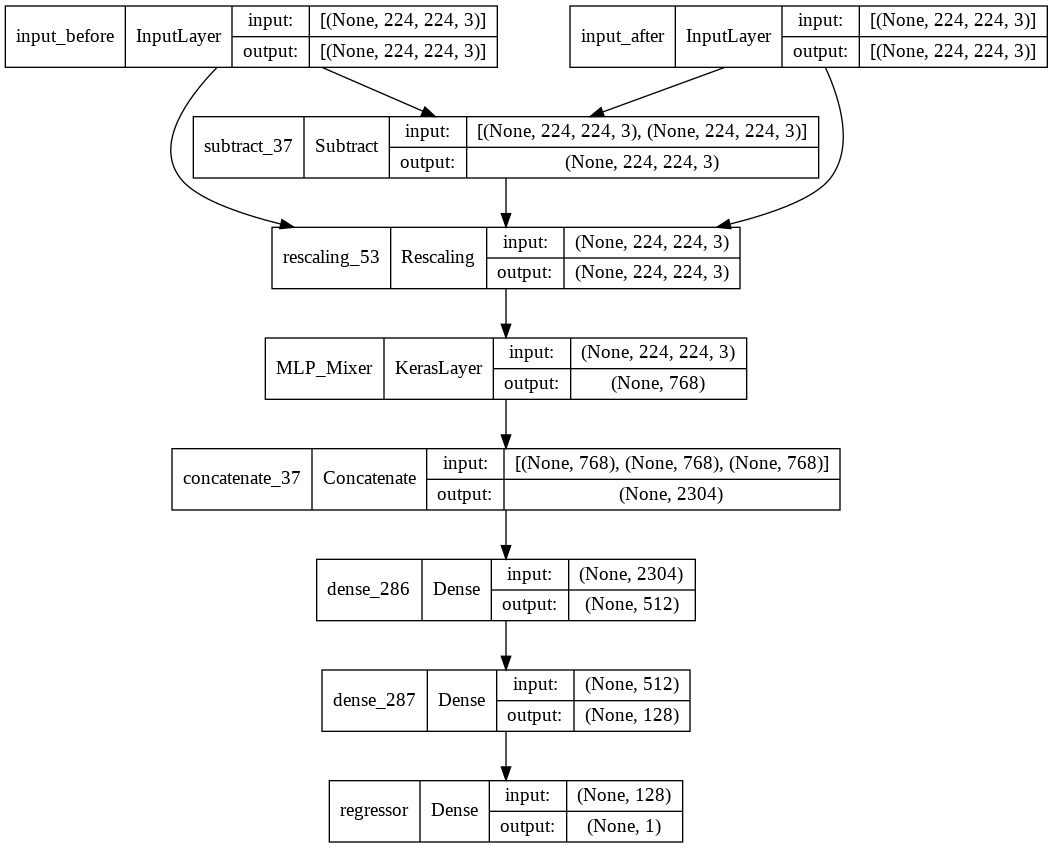 input_before InputLayer input: [(None, 224, 224, 3)]
output: [(None, 224, 224, 3)]
input_after InputLayer input: [(None, 224, 224, 3)]
output: [(None, 224, 224, 3)]
subtract_37 Subtract input: [(None, 224, 224, 3), (None, 224, 224, 3)]
output: (None, 224, 224, 3)
rescaling_53 Rescaling input: (None, 224, 224, 3)
output: (None, 224, 224, 3)
MLP_Mixer KerasLayer input: (None, 224, 224, 3)
output: (None, 768)
concatenate_37 Concatenate input: [(None, 768), (None, 768), (None, 768)]
output: (None, 2304)
dense_286 Dense input: (None, 2304)
output: (None, 512)
dense_287 Dense input: (None, 512)
output: (None, 128)
regressor Dense input: (None, 128)
output: (None, 1)